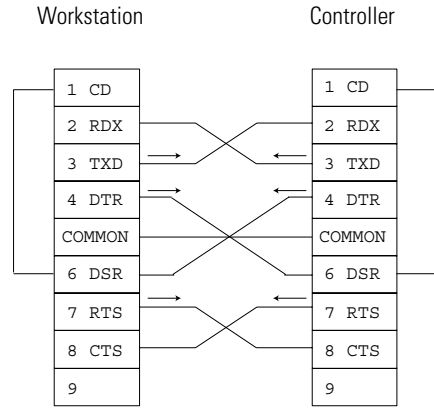 Workstation
Controller
1 CD
2 RDX
3 TXD
4 DTR
COMMON
6 DSR
7 RTS
8 CTS
9
1 CD
2 RDX
3 TXD
4 DTR
COMMON
6 DSR
7 RTS
8 CTS
9